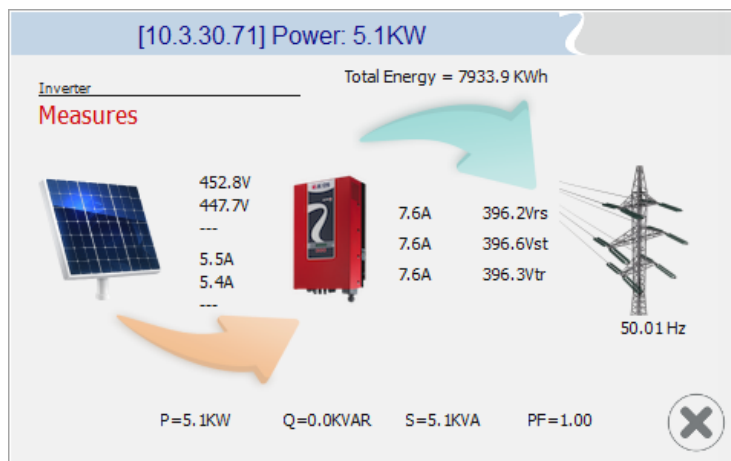 [10.3.30.71] Power: 5.1KW
Total Energy = 7933.9 KWh
Inverter
Measures
452.8V
447.7V
---
5.5A
5.4A
---
7.6A 396.2Vrs
7.6A 396.6Vst
7.6A 396.3Vtr
50.01 Hz
P=5.1KW Q=0.0KVAR S=5.1KVA PF=1.00